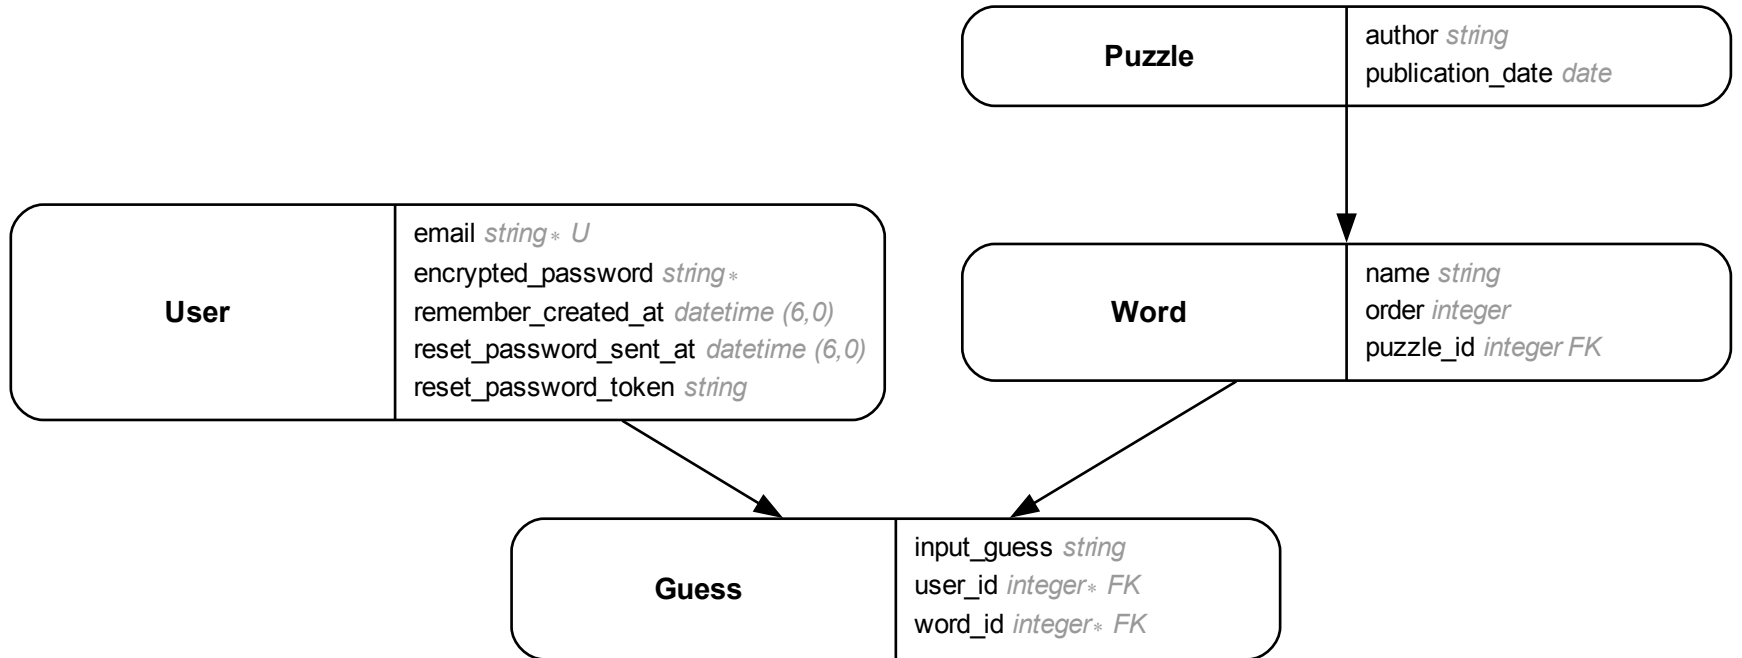 Puzzle
author string
publication_date date
User
email string* U
encrypted_password string*
remember_created_at datetime (6,0)
reset_password_sent_at datetime (6,0)
reset_password_token string
Word
name string
order integer
puzzle_id integer FK
Guess
input_guess string
user_id integer* FK
word_id integer* FK